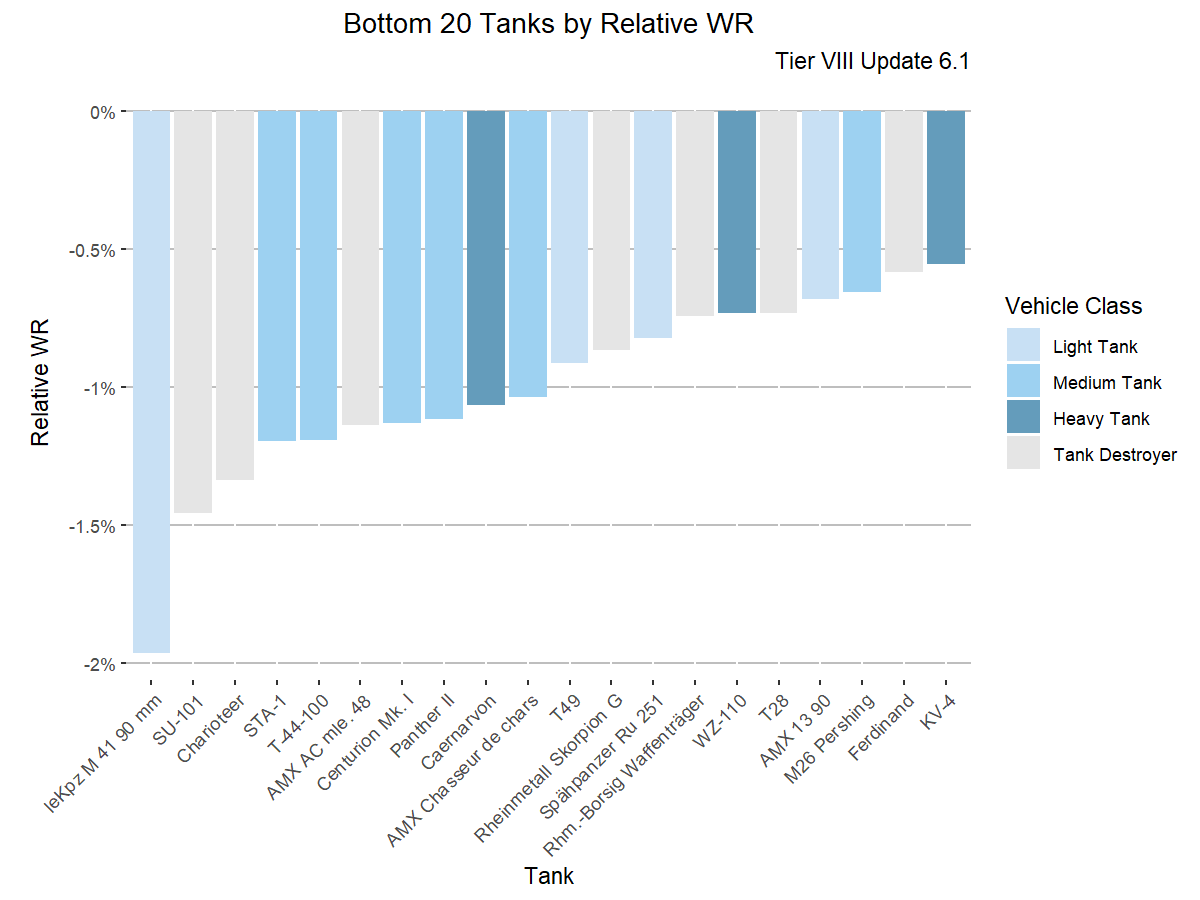 Bottom 20 Tanks by Relative WR
Tier VIII Update 6.1
0%
-0.5%
-1%
-1.5%
-2%
Relative WR
leKpz M 41 90 mm
SU-101
Charioteer
STA-1
T-44-100
AMX AC mle. 48
Centurion Mk. I
Panther II
Caernarvon
AMX Chasseur de chars
T49
Rheinmetall Skorpion G
Spähpanzer Ru 251
Rhm.-Borsig Waffenträger
WZ-110
T28
AMX 13 90
M26 Pershing
Ferdinand
KV-4
Tank
Vehicle Class
Light Tank
Medium Tank
Heavy Tank
Tank Destroyer